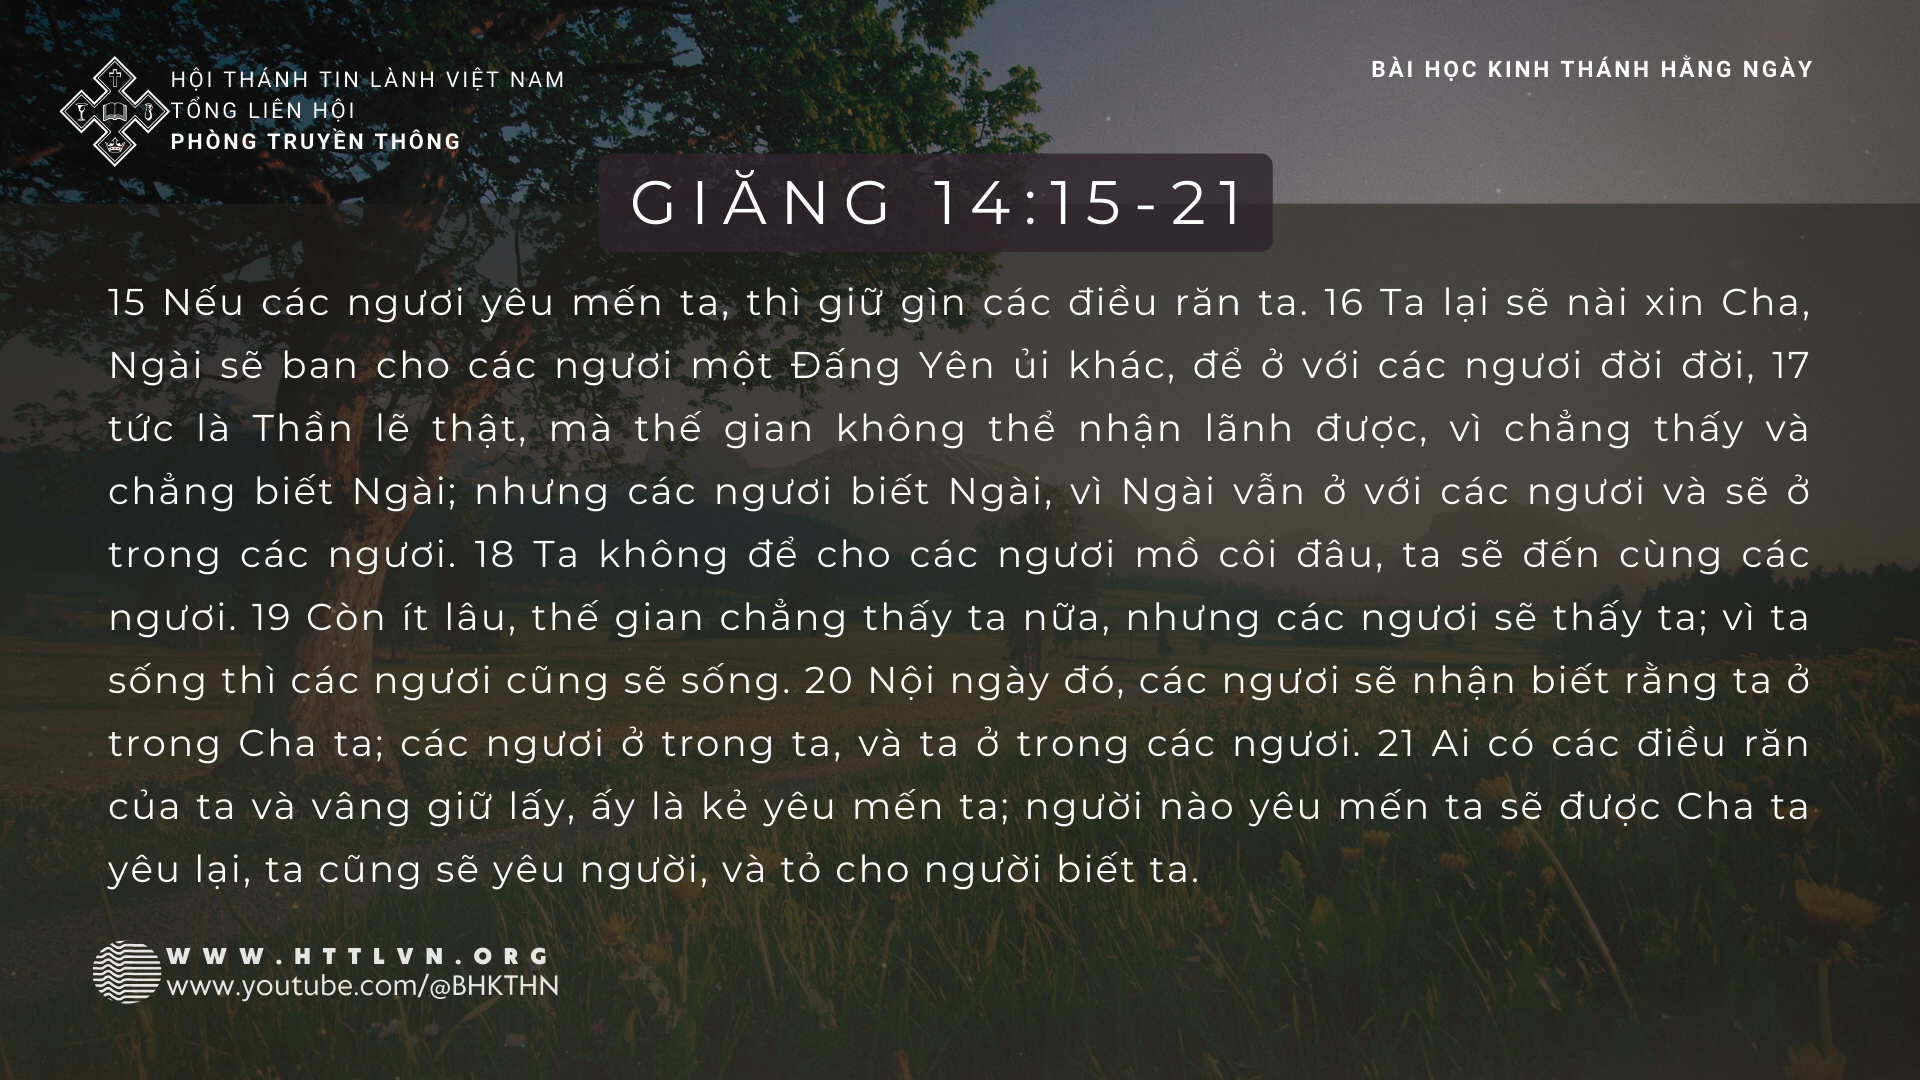 HỘI THÁNH TIN LÀNH VIỆT NAM
TỔNG LIÊN HỘI
PHÒNG TRUYỀN THÔNG
BÀI HỌC KINH THÁNH HẰNG NGÀY
GIĂNG 14:15-21
15 Nếu các ngươi yêu mến ta, thì giữ gìn các điều răn ta. 16 Ta lại sẽ nài xin Cha,
Ngài sẽ ban cho các ngươi một Đấng Yên ủi khác, để ở với các ngươi đời đời, 17
tức là Thần lẽ thật, mà thế gian không thể nhận lãnh được, vì chẳng thấy và
chẳng biết Ngài; nhưng các ngươi biết Ngài, vì Ngài vẫn ở với các ngươi và sẽ ở
trong các ngươi. 18 Ta không để cho các ngươi mồ côi đâu, ta sẽ đến cùng các
ngươi. 19 Còn ít lâu, thế gian chẳng thấy ta nữa, nhưng các ngươi sẽ thấy ta; vì ta
sống thì các ngươi cũng sẽ sống. 20 Nội ngày đó, các ngươi sẽ nhận biết rằng ta ở
trong Cha ta; các ngươi ở trong ta, và ta ở trong các ngươi. 21 Ai có các điều răn
của ta và vâng giữ lấy, ấy là kẻ yêu mến ta; người nào yêu mến ta sẽ được Cha ta
yêu lại, ta cũng sẽ yêu người, và tỏ cho người biết ta.
WWW.HTTLVN.ORG
www.youtube.com/@BHKTHN